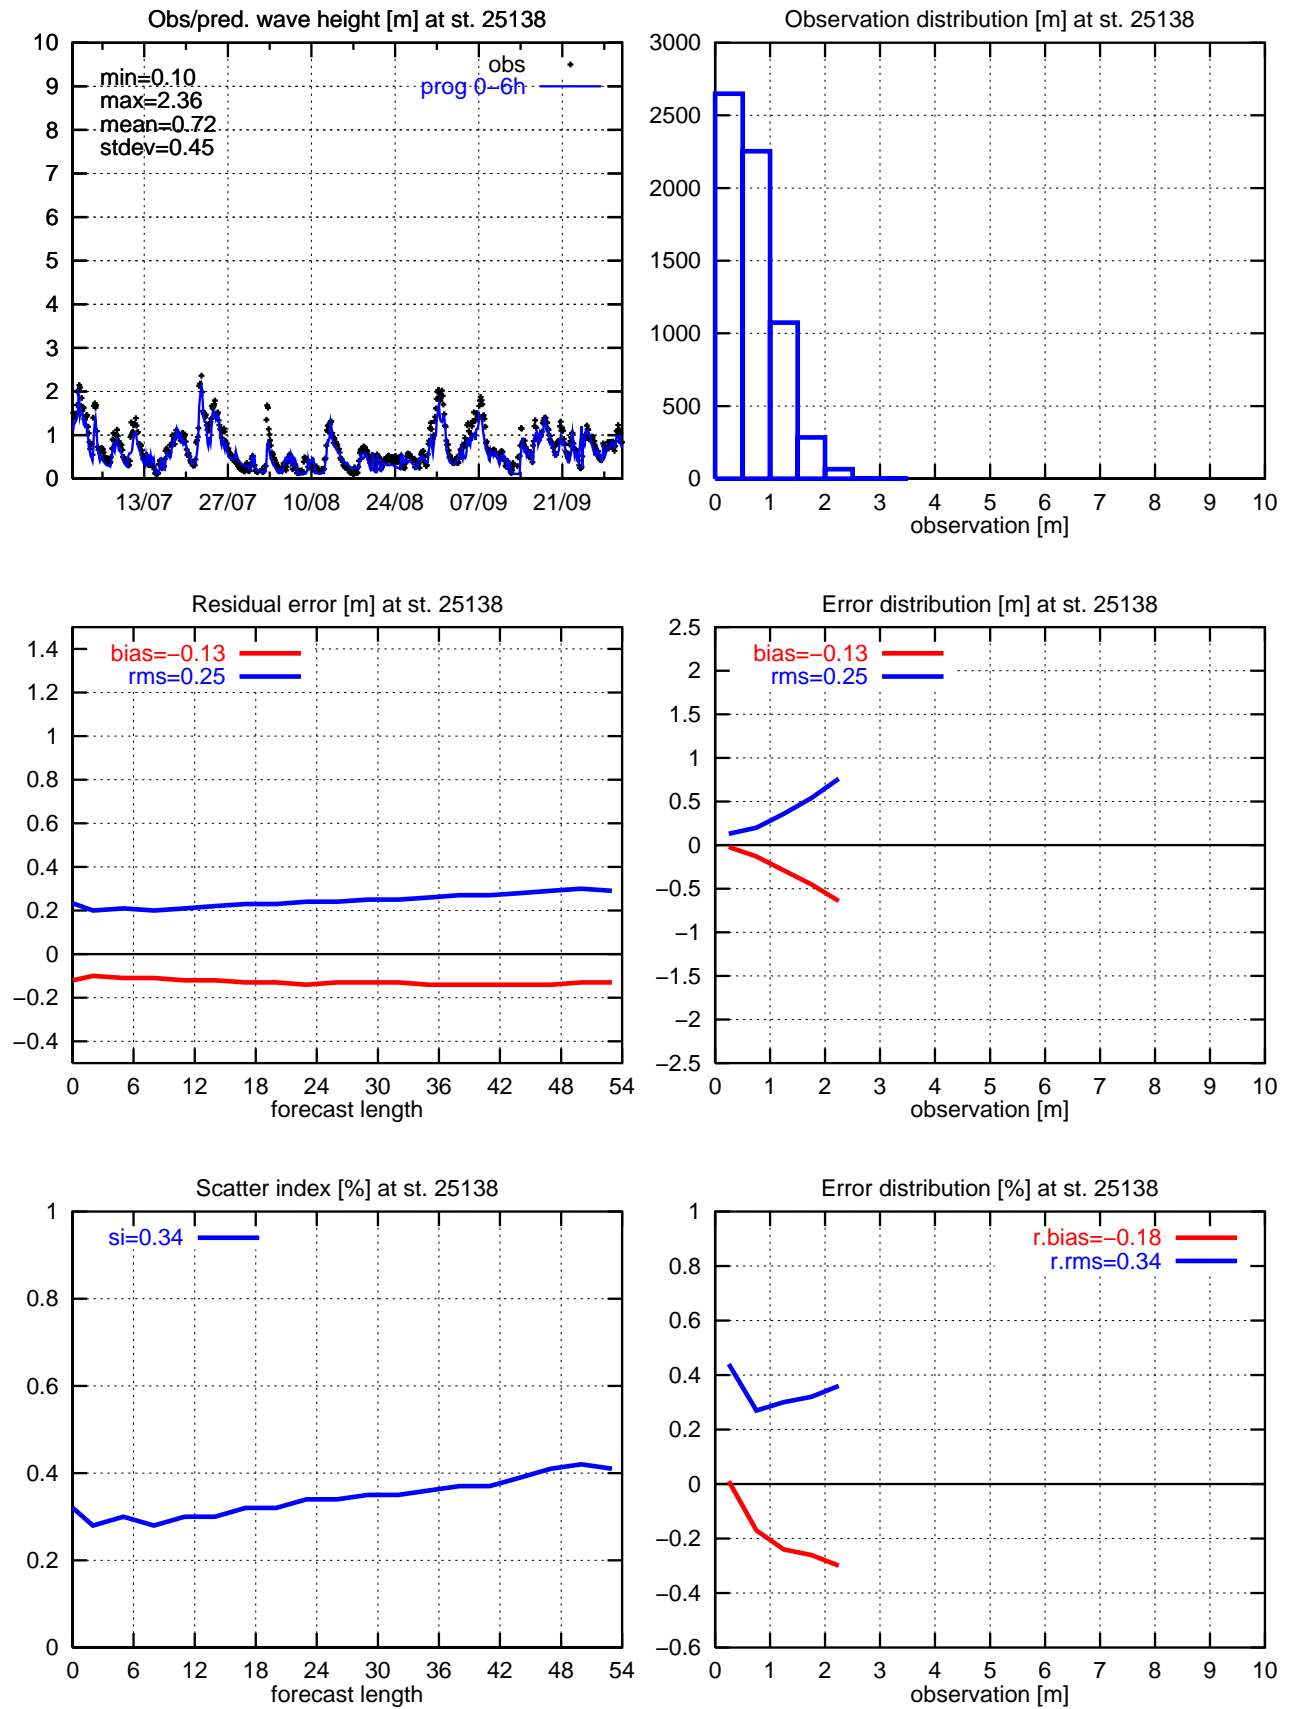 Obs/pred. wave height [m] at st. 25138
10
9
8
7
6
5
4
3
2
1
0
min=0.10
max=2.36
mean=0.72
stdev=0.45
obs
prog 0−6h
13/07 27/07 10/08 24/08 07/09 21/09
Observation distribution [m] at st. 25138
3000
2500
2000
1500
1000
500
0
0 1 2 3 4 5 6 7 8 9 10
observation [m]
Residual error [m] at st. 25138
1.4
1.2
1
0.8
0.6
0.4
0.2
0
−0.2
−0.4
bias=−0.13
rms=0.25
0 6 12 18 24 30 36 42 48 54
forecast length
Error distribution [m] at st. 25138
2.5
2
1.5
1
0.5
0
−0.5
−1
−1.5
−2
−2.5
bias=−0.13
rms=0.25
0 1 2 3 4 5 6 7 8 9 10
observation [m]
Scatter index [%] at st. 25138
1
0.8
0.6
0.4
0.2
0
si=0.34
0 6 12 18 24 30 36 42 48 54
forecast length
Error distribution [%] at st. 25138
1
0.8
0.6
0.4
0.2
0
−0.2
−0.4
−0.6
r.bias=−0.18
r.rms=0.34
0 1 2 3 4 5 6 7 8 9 10
observation [m]